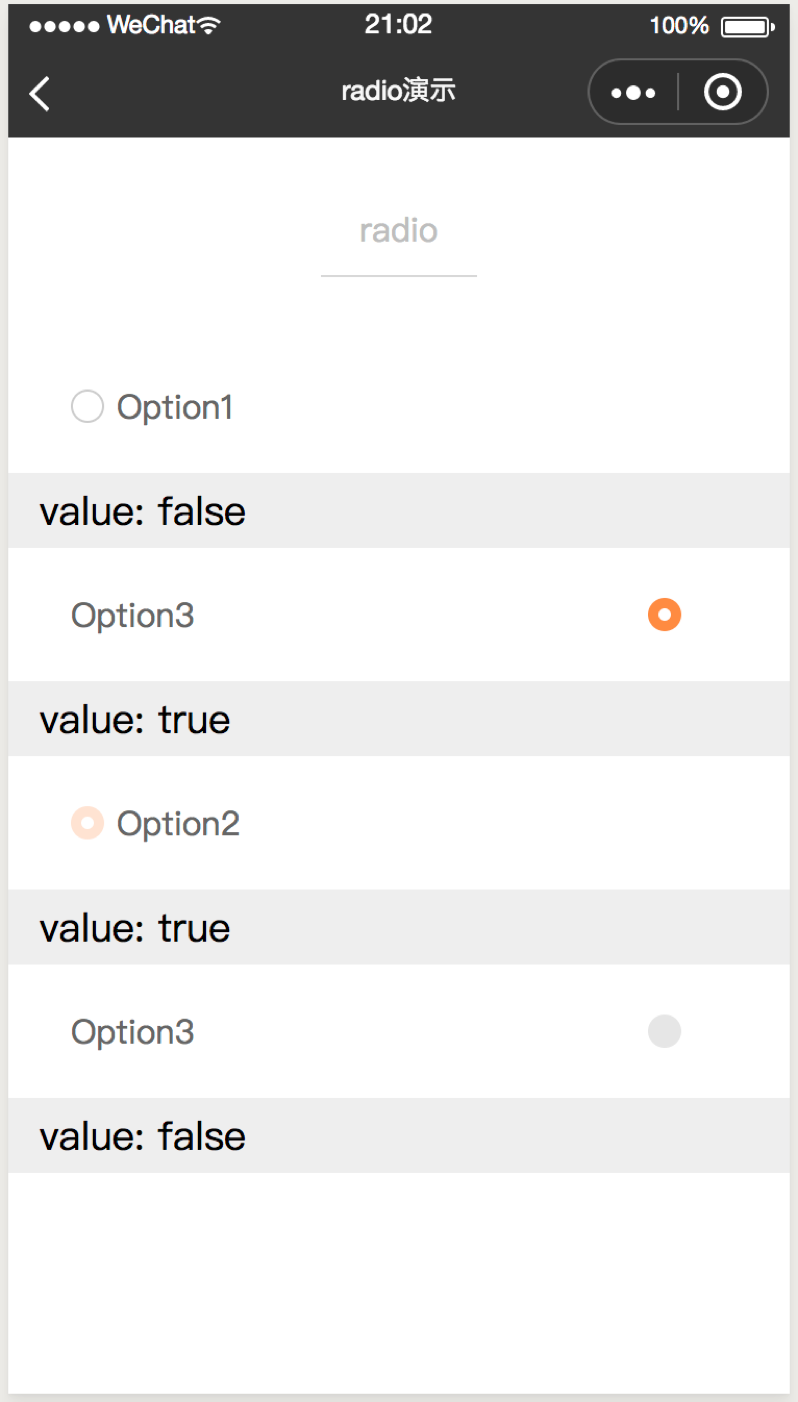 WeChat 21:02 100%
radio演示
radio
Option1
value: false
Option3
value: true
Option2
value: true
Option3
value: false